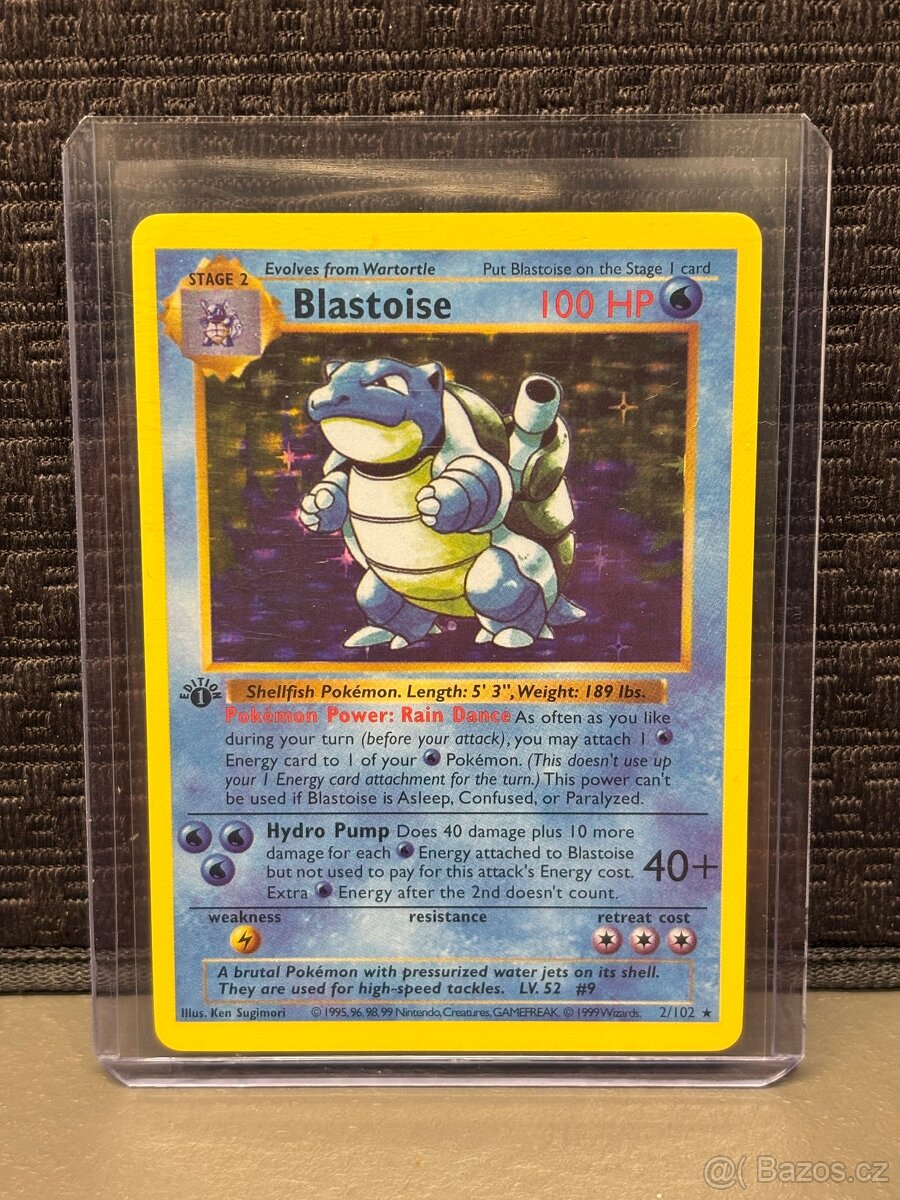 STAGE 2
Evolves from Wartortle
Put Blastoise on the Stage 1 card
Blastoise
100 HP
EDITION
1
Shellfish Pokémon. Length: 5' 3", Weight: 189 lbs.
Pokémon Power: Rain Dance As often as you like
during your turn (before your attack), you may attach 1
Energy card to 1 of your Pokémon. (This doesn't use up
your 1 Energy card attachment for the turn.) This power can't
be used if Blastoise is Asleep, Confused, or Paralyzed.
Hydro Pump Does 40 damage plus 10 more
damage for each Energy attached to Blastoise
but not used to pay for this attack's Energy cost.
Extra Energy after the 2nd doesn't count.
40+
weakness
resistance
retreat cost
A brutal Pokémon with pressurized water jets on its shell.
They are used for high-speed tackles. LV. 52 #9
Illus. Ken Sugimori
© 1995, 96, 98, 99 Nintendo, Creatures, GAMEFREAK. © 1999 Wizards.
2/102 ★
@( Bazos.cz